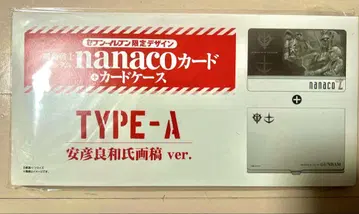 セブン-イレブン限定デザイン
nanacoカード
+カードケース
TYPE-A
安彦良和氏画稿 ver.
nanaco
+